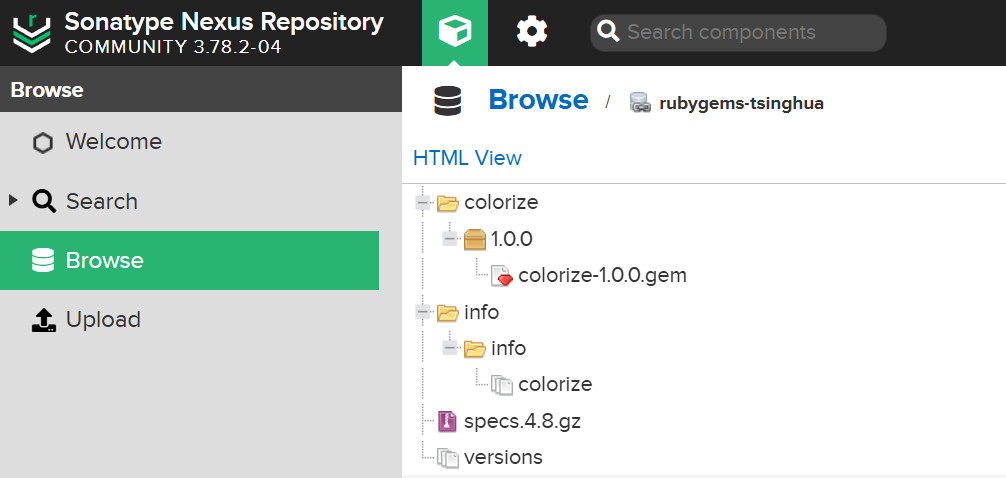 Sonatype Nexus Repository
COMMUNITY 3.78.2-04
Search components
Browse
Welcome
Search
Browse
Upload
Browse / rubygems-tsinghua
HTML View
colorize
1.0.0
colorize-1.0.0.gem
info
info
colorize
specs.4.8.gz
versions